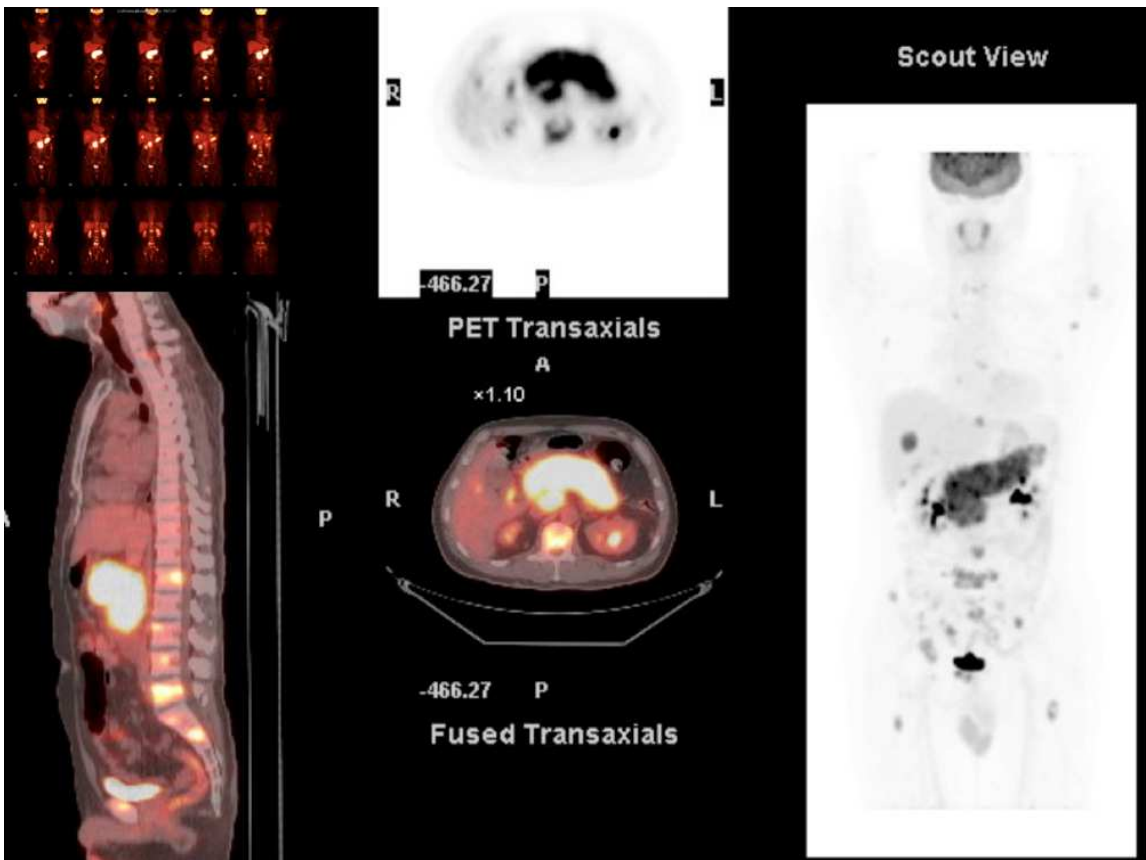 Scout View
R
L
-466.27 P
PET Transaxials
A
×1.10
R
L
P
-466.27 P
Fused Transaxials